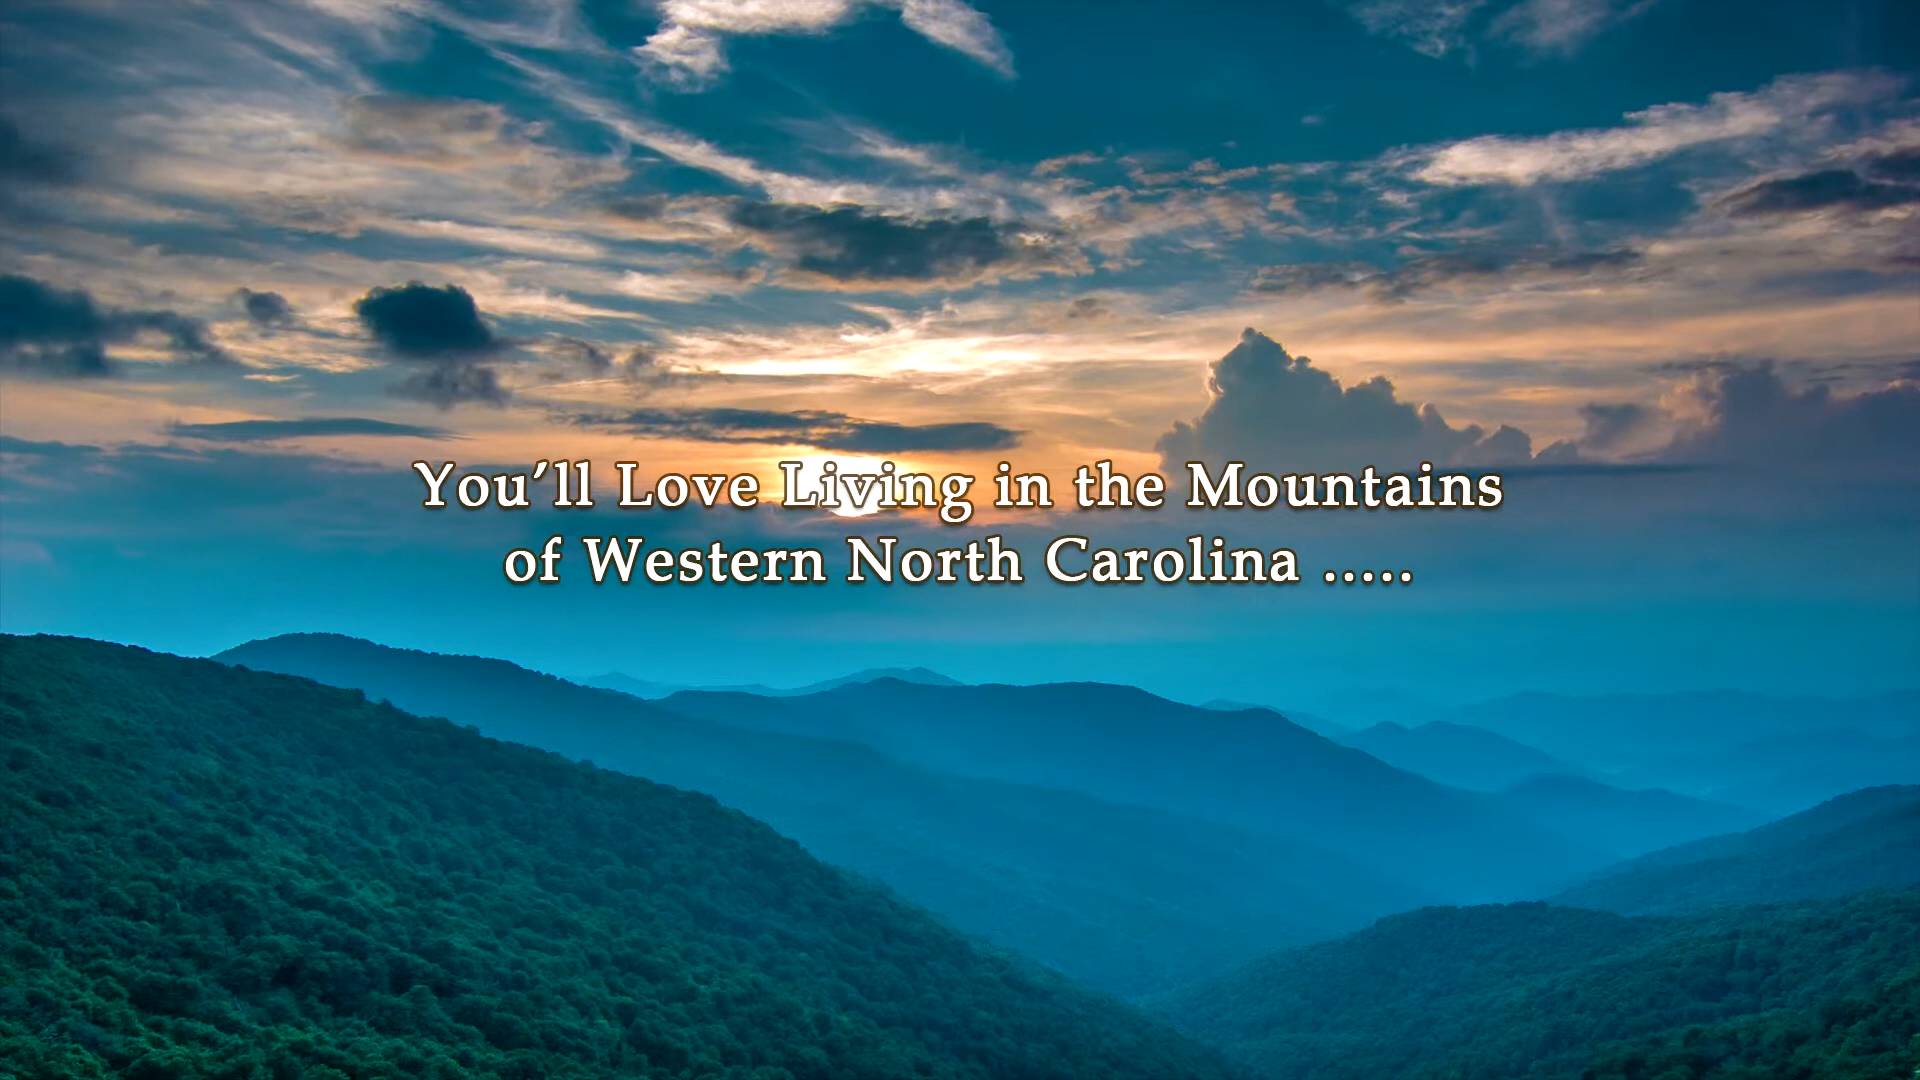 You’ll Love Living in the Mountains
of Western North Carolina .....